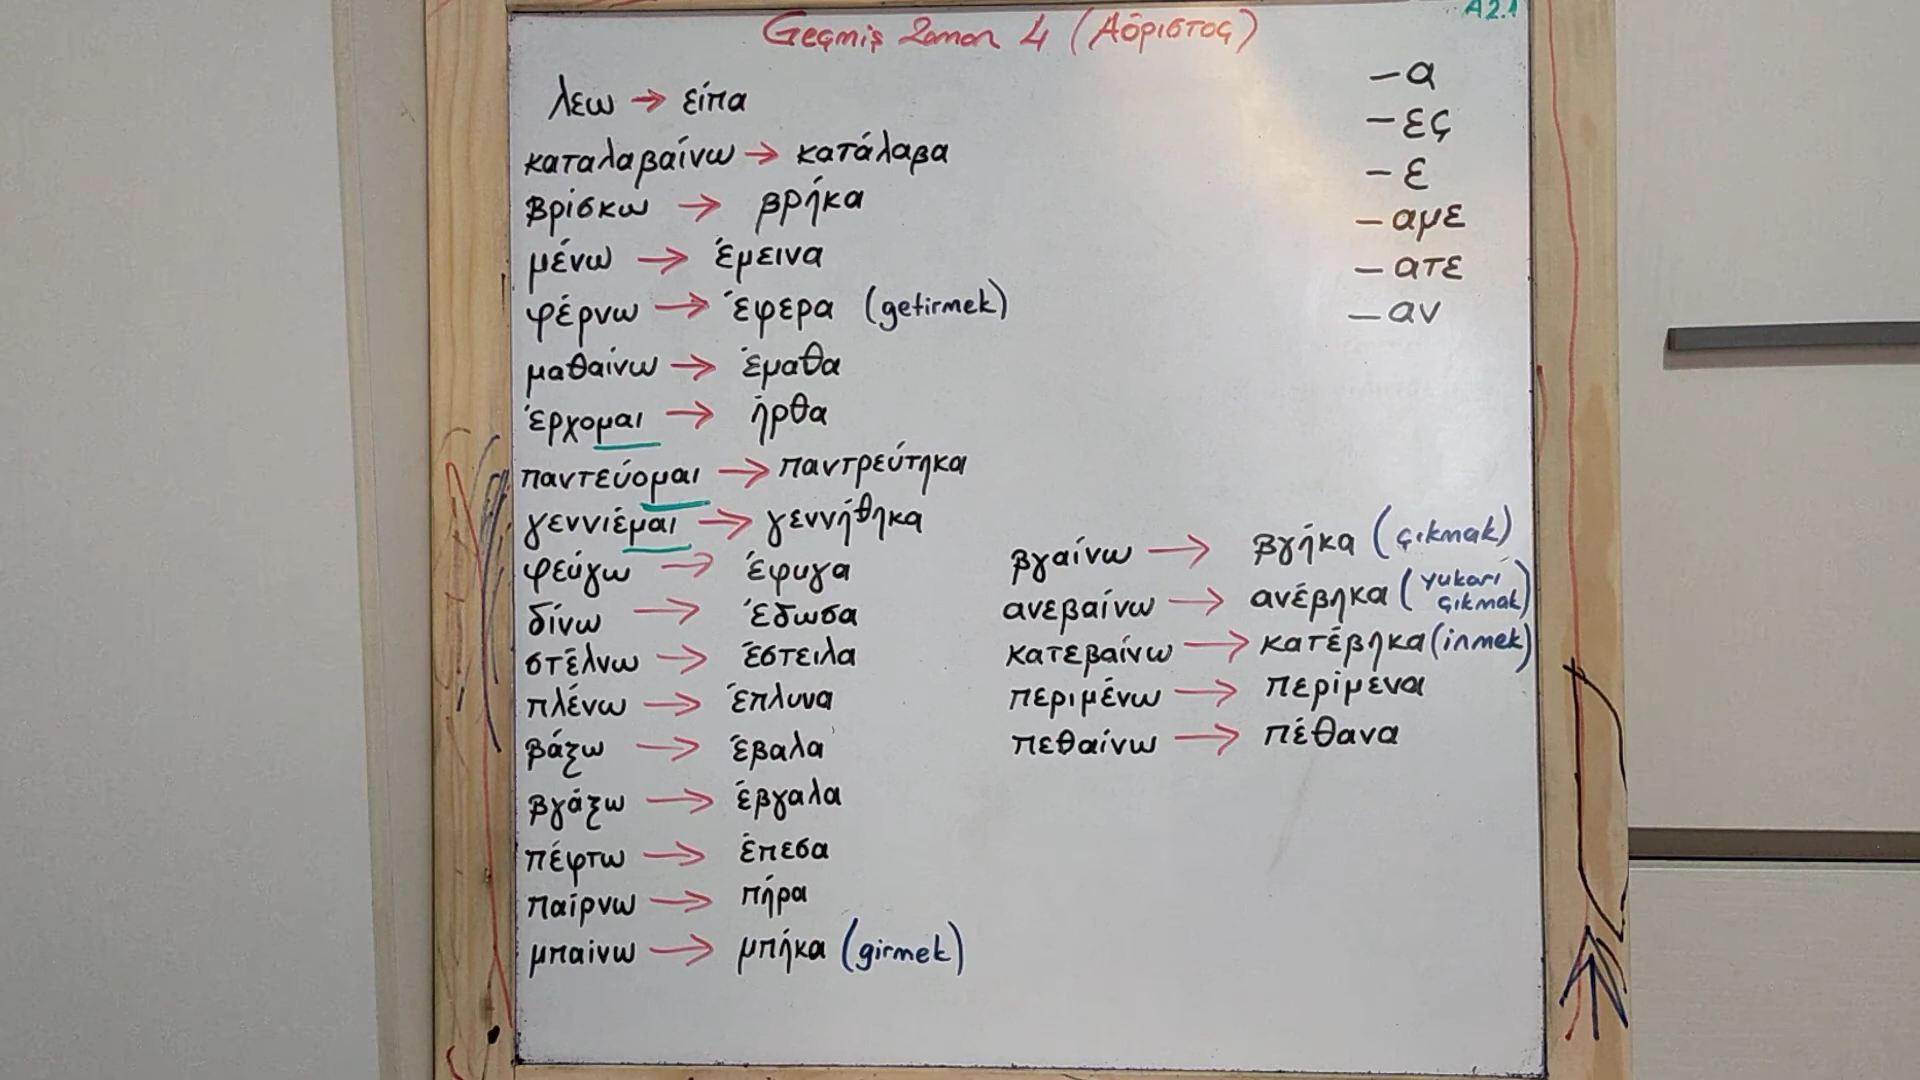 Geçmiş Zaman 4 (Αόριστος)
A2.1
λεω → είπα
καταλαβαίνω → κατάλαβα
βρίσκω → βρήκα
μένω → έμεινα
φέρνω → έφερα (getirmek)
μαθαίνω → έμαθα
έρχομαι → ήρθα
παντεύομαι → παντρεύτηκα
γεννιέμαι → γεννήθηκα
φεύγω → έφυγα
δίνω → έδωσα
στέλνω → έστειλα
πλένω → έπλυνα
βάζω → έβαλα
βγάζω → έβγαλα
πέφτω → έπεσα
παίρνω → πήρα
μπαίνω → μπήκα (girmek)
-α
-ες
-ε
-αμε
-ατε
-αν
βγαίνω → βγήκα (çıkmak)
ανεβαίνω → ανέβηκα (yukarı çıkmak)
κατεβαίνω → κατέβηκα (inmek)
περιμένω → περίμενα
πεθαίνω → πέθανα